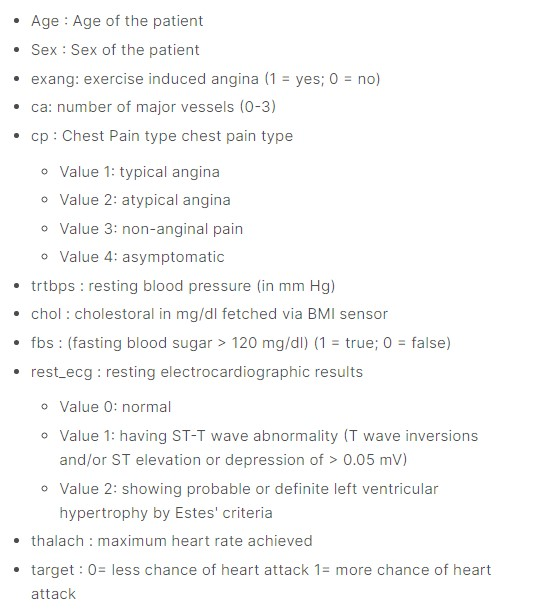 Age : Age of the patient
Sex : Sex of the patient
exang: exercise induced angina (1 = yes; 0 = no)
ca: number of major vessels (0-3)
cp : Chest Pain type chest pain type
Value 1: typical angina
Value 2: atypical angina
Value 3: non-anginal pain
Value 4: asymptomatic
trtbps : resting blood pressure (in mm Hg)
chol : cholestoral in mg/dl fetched via BMI sensor
fbs : (fasting blood sugar > 120 mg/dl) (1 = true; 0 = false)
rest_ecg : resting electrocardiographic results
Value 0: normal
Value 1: having ST-T wave abnormality (T wave inversions
and/or ST elevation or depression of > 0.05 mV)
Value 2: showing probable or definite left ventricular
hypertrophy by Estes' criteria
thalach : maximum heart rate achieved
target : 0= less chance of heart attack 1= more chance of heart
attack